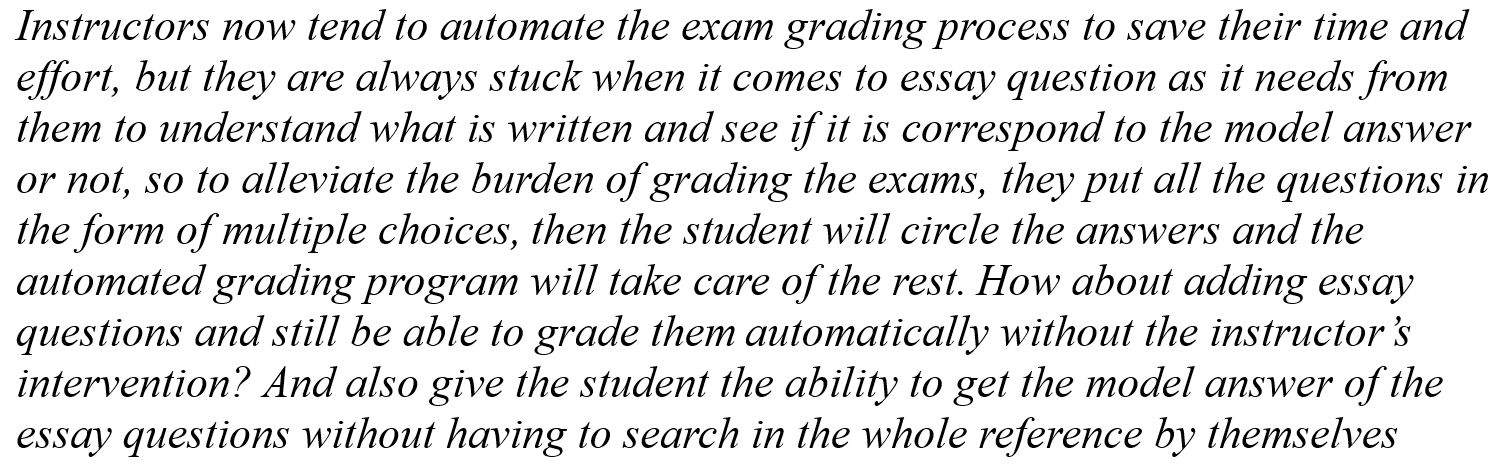 Instructors now tend to automate the exam grading process to save their time and
effort, but they are always stuck when it comes to essay question as it needs from
them to understand what is written and see if it is correspond to the model answer
or not, so to alleviate the burden of grading the exams, they put all the questions in
the form of multiple choices, then the student will circle the answers and the
automated grading program will take care of the rest. How about adding essay
questions and still be able to grade them automatically without the instructor’s
intervention? And also give the student the ability to get the model answer of the
essay questions without having to search in the whole reference by themselves